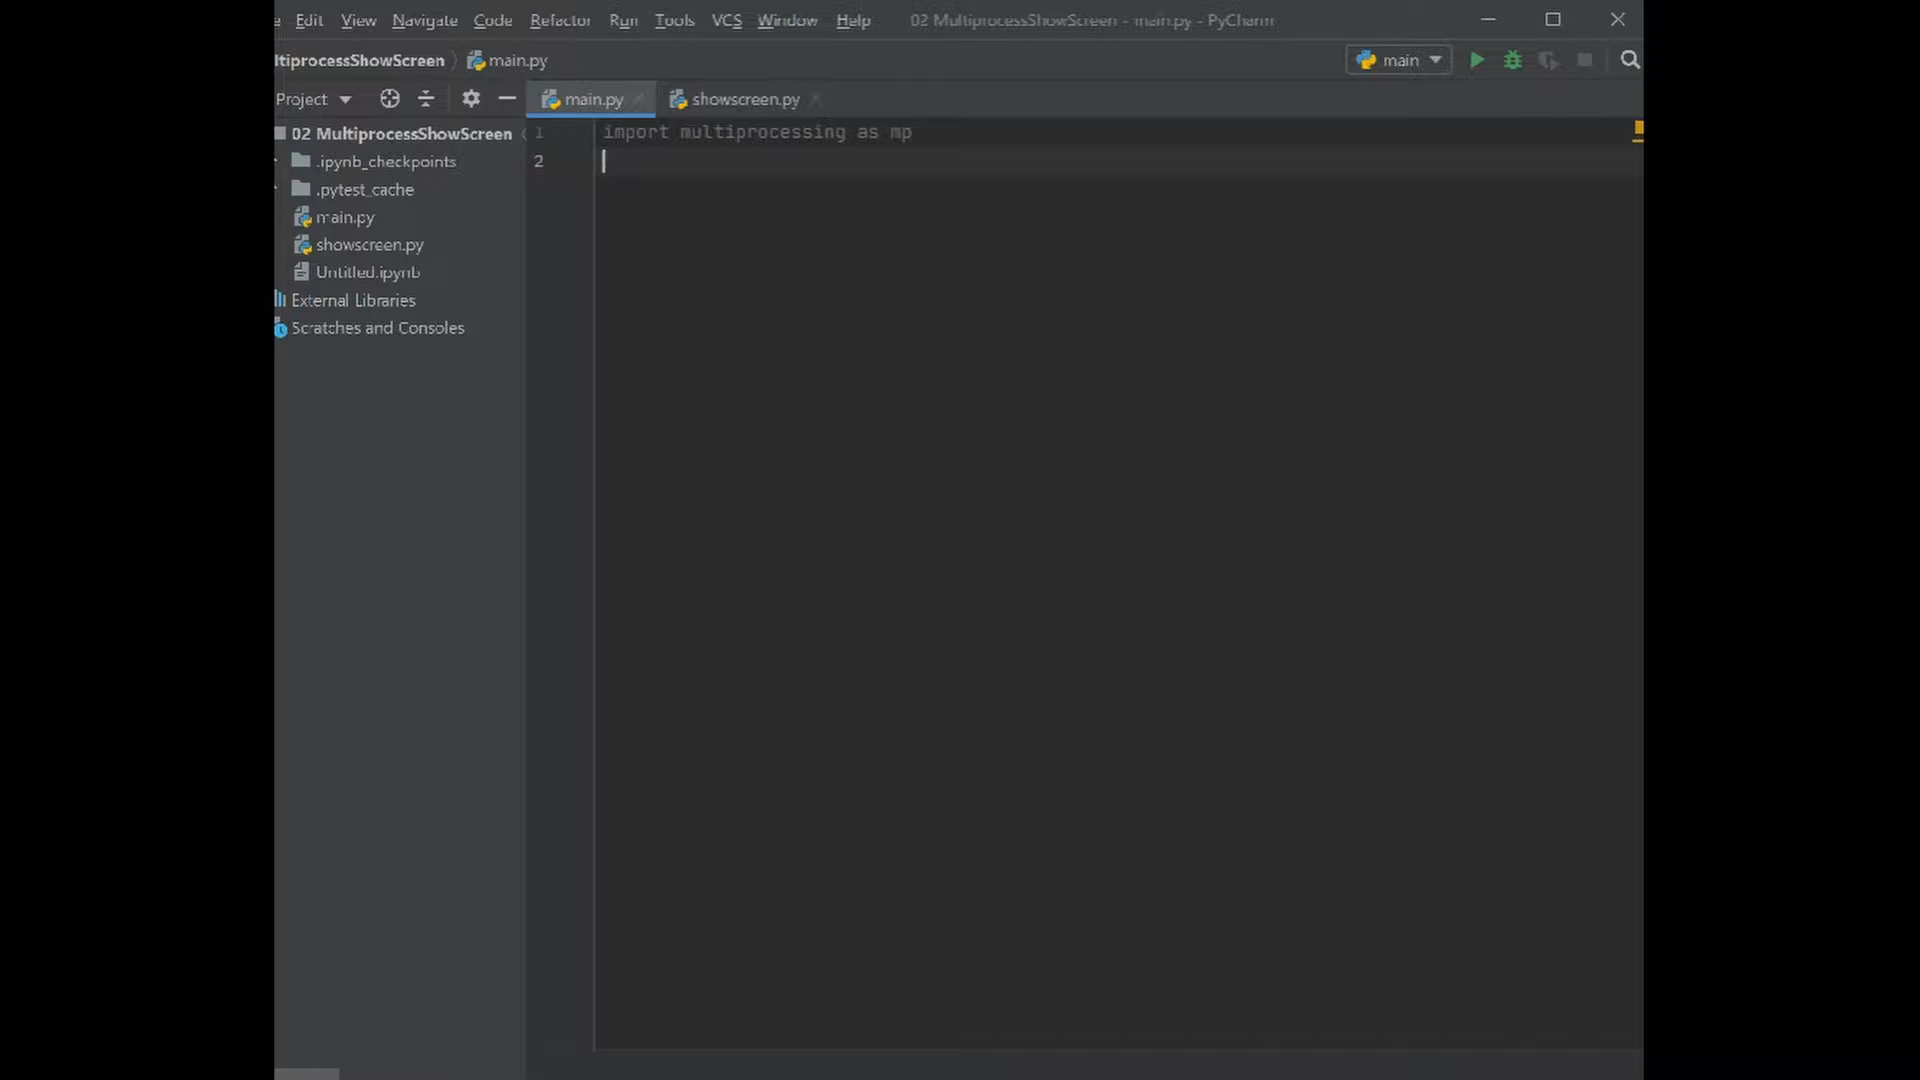 Edit View Navigate Code Refactor Run Tools VCS Window Help 02 MultiprocessShowScreen - main.py - PyCharm
ltiprocessShowScreen main.py main
Project main.py showscreen.py
02 MultiprocessShowScreen
.ipynb_checkpoints
.pytest_cache
main.py
showscreen.py
Untitled.ipynb
External Libraries
Scratches and Consoles
1 import multiprocessing as mp
2